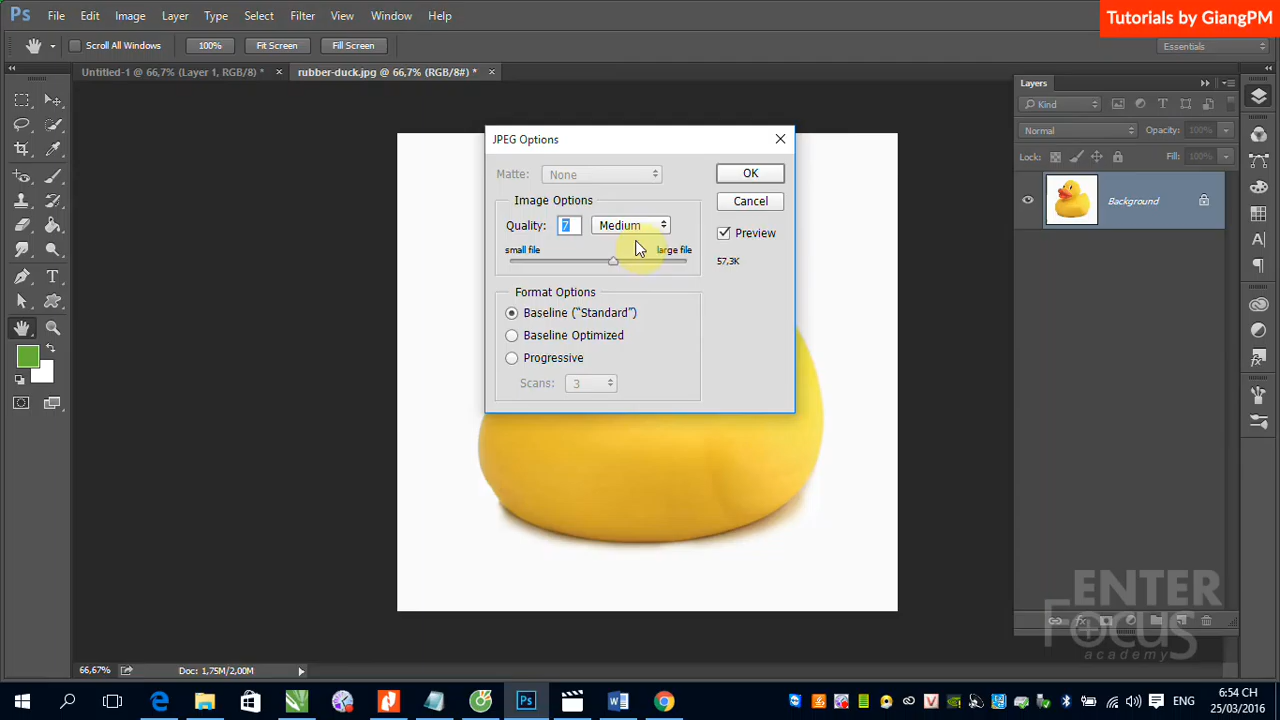 Ps File Edit Image Layer Type Select Filter View Window Help
Tutorials by GiangPM
Scroll All Windows 100% Fit Screen Fill Screen
Essentials
Untitled-1 @ 66,7% (Layer 1, RGB/8) * × rubber-duck.jpg @ 66,7% (RGB/8#) * ×
Layers
Kind
Normal Opacity: 100%
Lock: Fill: 100%
Background
JPEG Options
Matte: None
OK
Image Options
Cancel
Quality: 7 Medium
Preview
small file large file
57,3K
Format Options
Baseline ("Standard")
Baseline Optimized
Progressive
Scans: 3
ENTER
FOCUS
academy
66,67% Doc: 1,75M/2,00M
ENG
6:54 CH
25/03/2016